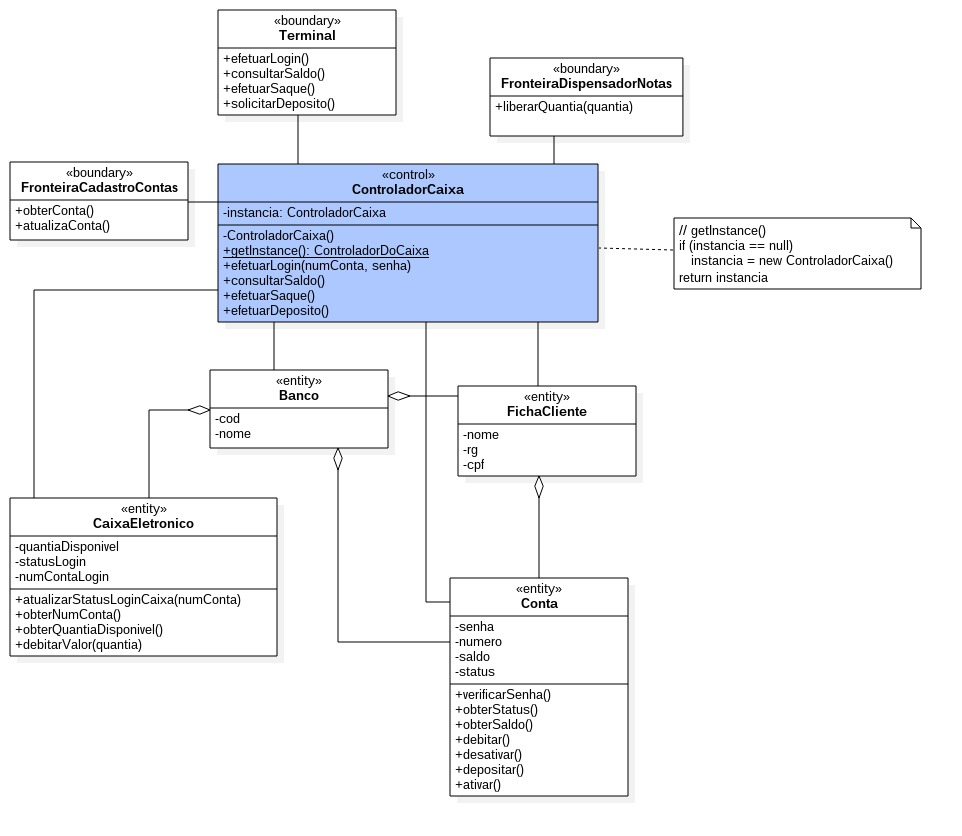 «boundary»
Terminal
+efetuarLogin()
+consultarSaldo()
+efetuarSaque()
+solicitarDeposito()
«boundary»
FronteiraDispensadorNotas
+liberarQuantia(quantia)
«boundary»
FronteiraCadastroContas
+obterConta()
+atualizaConta()
«control»
ControladorCaixa
-instancia: ControladorCaixa
-ControladorCaixa()
+getInstance(): ControladorDoCaixa
+efetuarLogin(numConta, senha)
+consultarSaldo()
+efetuarSaque()
+efetuarDeposito()
// getInstance()
if (instancia == null)
instancia = new ControladorCaixa()
return instancia
«entity»
Banco
-cod
-nome
«entity»
FichaCliente
-nome
-rg
-cpf
«entity»
CaixaEletronico
-quantiaDisponivel
-statusLogin
-numContaLogin
+atualizarStatusLoginCaixa(numConta)
+obterNumConta()
+obterQuantiaDisponivel()
+debitarValor(quantia)
«entity»
Conta
-senha
-numero
-saldo
-status
+verificarSenha()
+obterStatus()
+obterSaldo()
+debitar()
+desativar()
+depositar()
+ativar()